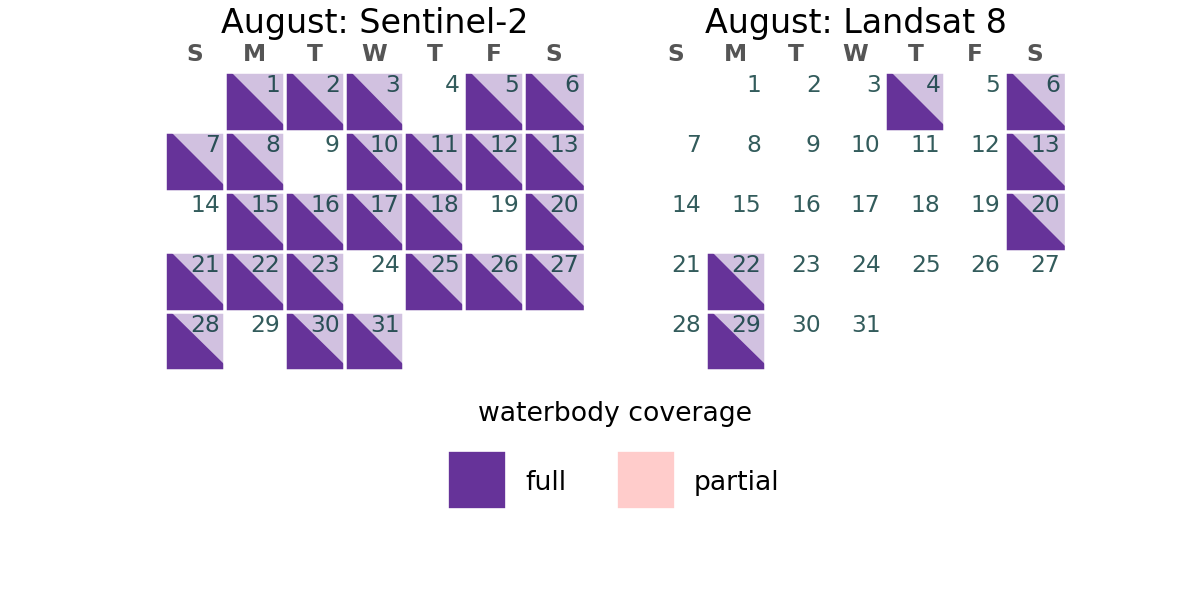 August: Sentinel-2
S M T W T F S
1 2 3 4 5 6
7 8 9 10 11 12 13
14 15 16 17 18 19 20
21 22 23 24 25 26 27
28 29 30 31
August: Landsat 8
S M T W T F S
1 2 3 4 5 6
7 8 9 10 11 12 13
14 15 16 17 18 19 20
21 22 23 24 25 26 27
28 29 30 31
waterbody coverage
full partial